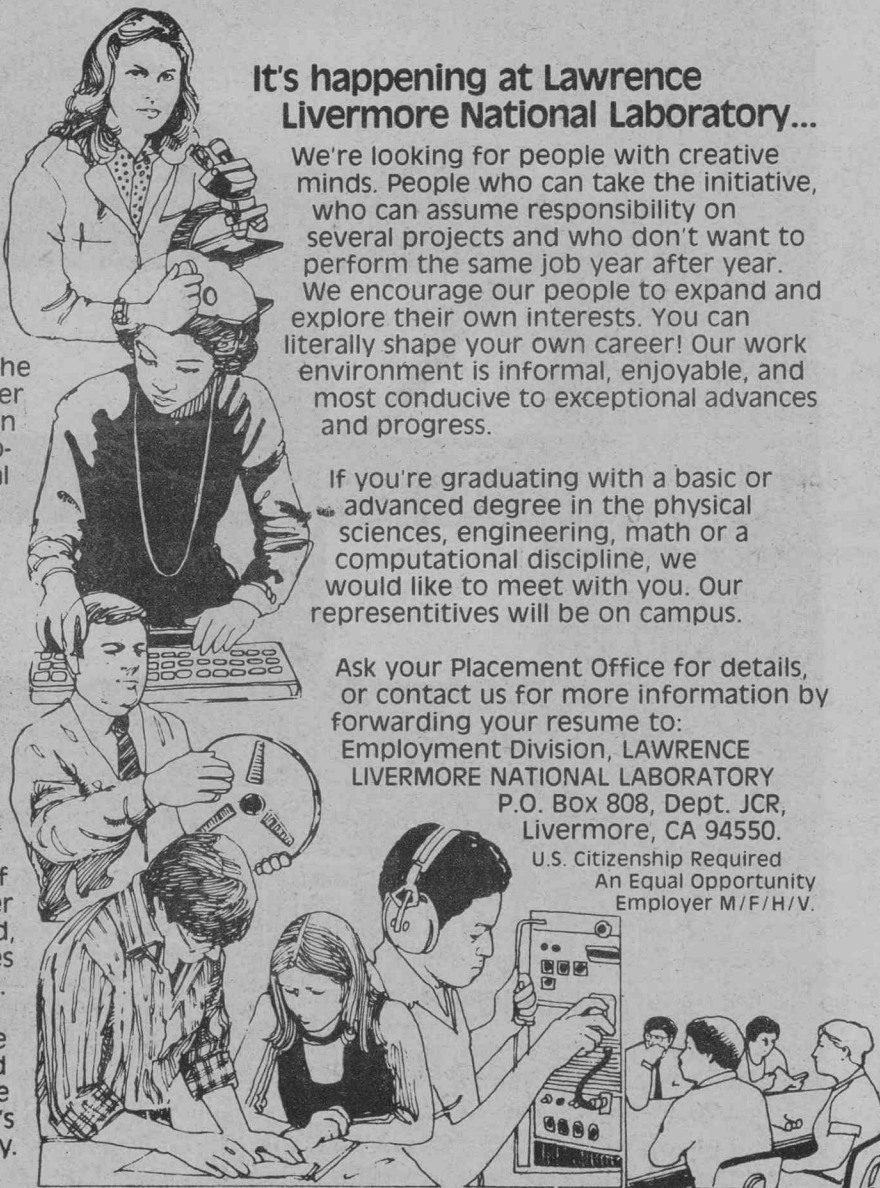 It's happening at Lawrence
Livermore National Laboratory...
We're looking for people with creative
minds. People who can take the initiative,
who can assume responsibility on
several projects and who don't want to
perform the same job year after year.
We encourage our people to expand and
explore their own interests. You can
literally shape your own career! Our work
environment is informal, enjoyable, and
most conducive to exceptional advances
and progress.
If you're graduating with a basic or
advanced degree in the physical
sciences, engineering, math or a
computational discipline, we
would like to meet with you. Our
representitives will be on campus.
Ask your Placement Office for details,
or contact us for more information by
forwarding your resume to:
Employment Division, LAWRENCE
LIVERMORE NATIONAL LABORATORY
P.O. Box 808, Dept. JCR,
Livermore, CA 94550.
U.S. Citizenship Required
An Equal Opportunity
Employer M/F/H/V.